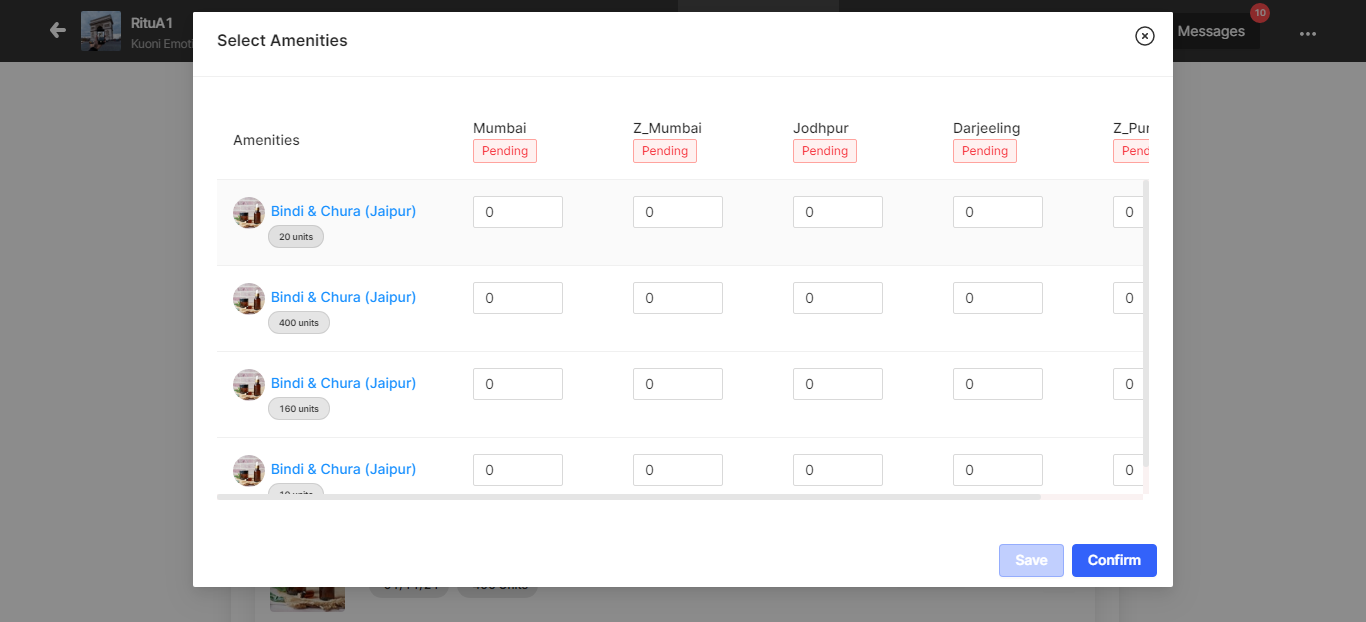 RituA1
Kuoni Emoti
Messages
10
Select Amenities
Amenities
Mumbai
Pending
Z_Mumbai
Pending
Jodhpur
Pending
Darjeeling
Pending
Z_Pur
Pend
Bindi & Chura (Jaipur)
20 units
0 0 0 0 0
Bindi & Chura (Jaipur)
400 units
0 0 0 0 0
Bindi & Chura (Jaipur)
160 units
0 0 0 0 0
Bindi & Chura (Jaipur)
0 0 0 0 0
Save
Confirm